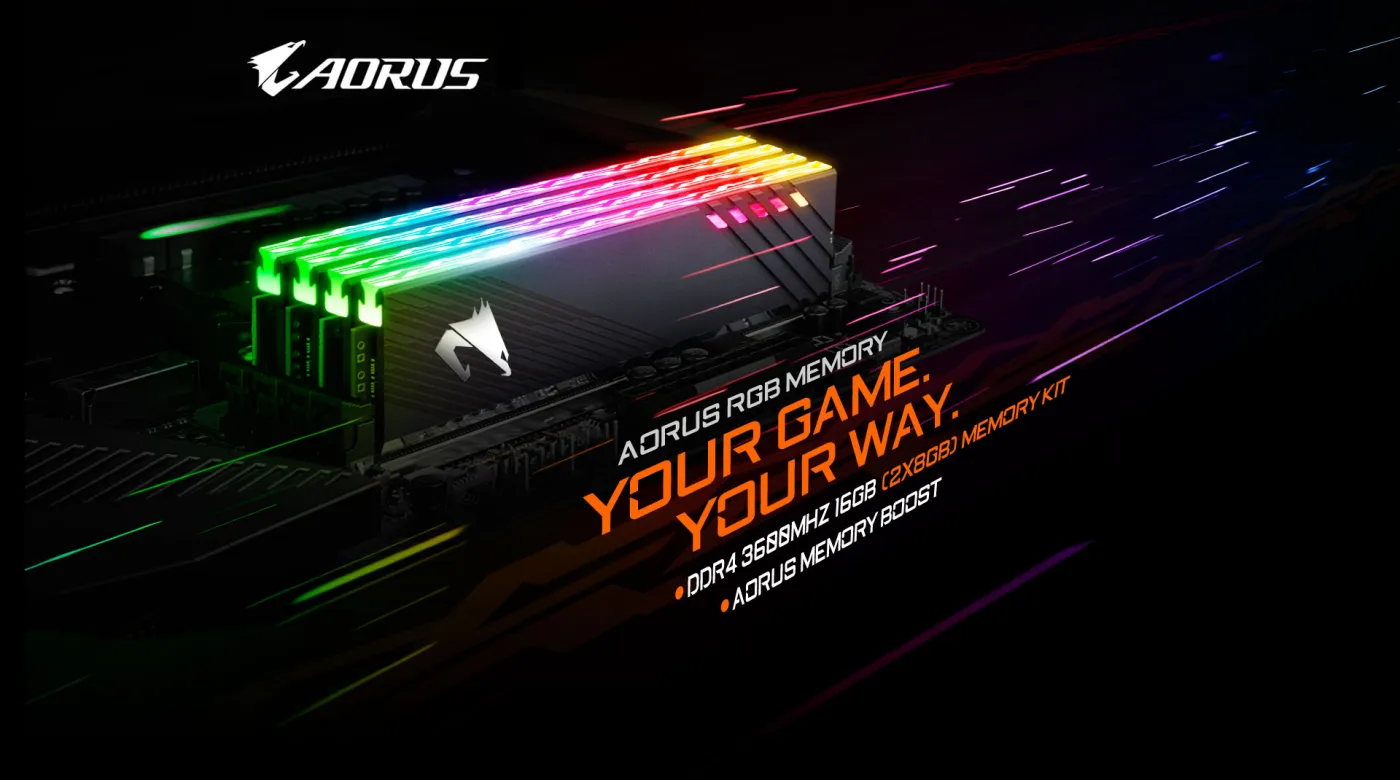 AORUS
AORUS RGB MEMORY
YOUR GAME.
YOUR WAY.
•DDR4 3600MHZ 16GB (2X8GB) MEMORY KIT
•AORUS MEMORY BOOST